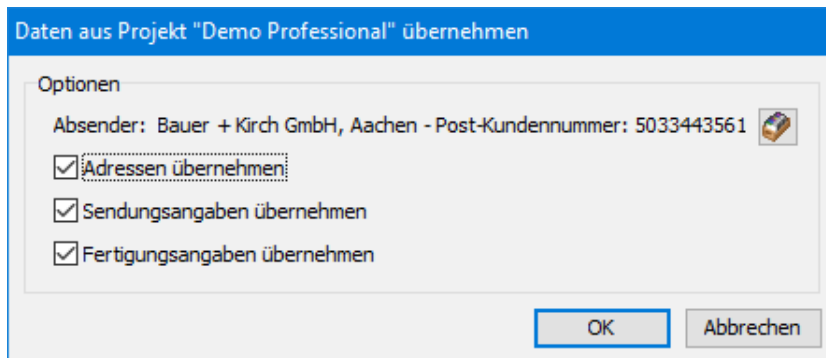 Daten aus Projekt "Demo Professional" übernehmen
Optionen
Absender: Bauer + Kirch GmbH, Aachen - Post-Kundennummer: 5033443561
Adressen übernehmen
Sendungsangaben übernehmen
Fertigungsangaben übernehmen
OK Abbrechen